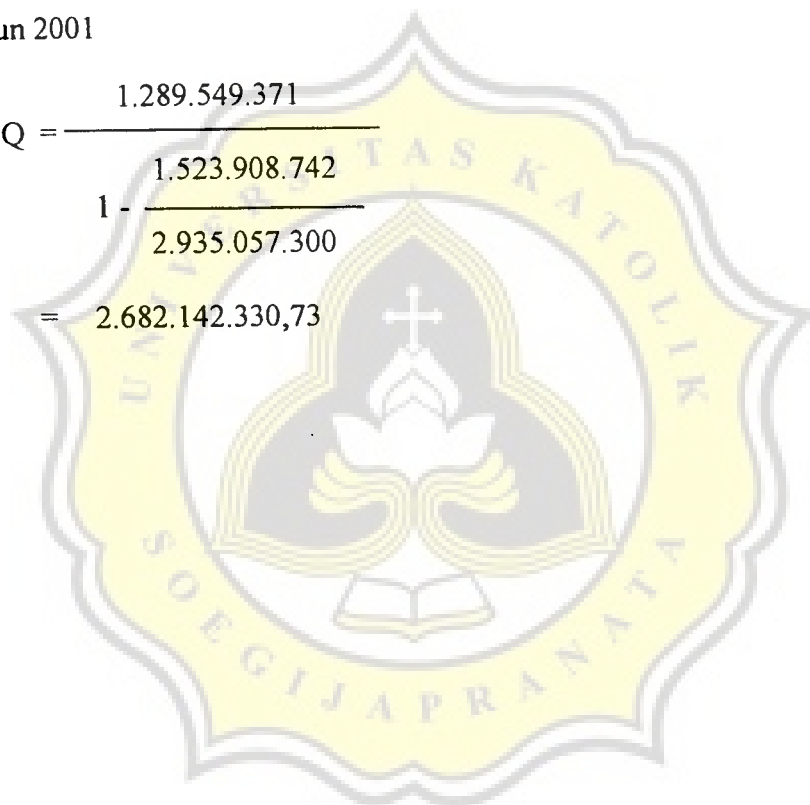 un 2001
1.289.549.371
Q =
1.523.908.742
1 -
2.935.057.300
= 2.682.142.330,73
UNIVERSITAS KATOLIK
SOEGIJAPRANATA